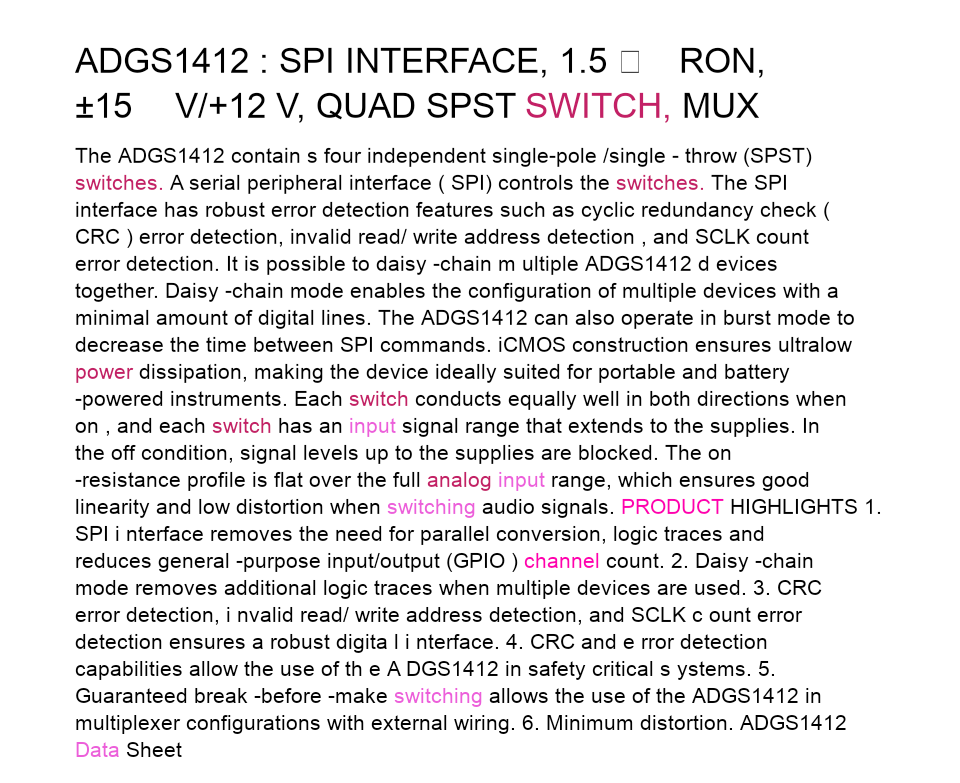 ADGS1412 : SPI INTERFACE, 1.5 □ RON,
±15 V/+12 V, QUAD SPST SWITCH, MUX
The ADGS1412 contain s four independent single-pole /single - throw (SPST)
switches. A serial peripheral interface ( SPI) controls the switches. The SPI
interface has robust error detection features such as cyclic redundancy check (
CRC ) error detection, invalid read/ write address detection , and SCLK count
error detection. It is possible to daisy -chain m ultiple ADGS1412 d evices
together. Daisy -chain mode enables the configuration of multiple devices with a
minimal amount of digital lines. The ADGS1412 can also operate in burst mode to
decrease the time between SPI commands. iCMOS construction ensures ultralow
power dissipation, making the device ideally suited for portable and battery
-powered instruments. Each switch conducts equally well in both directions when
on , and each switch has an input signal range that extends to the supplies. In
the off condition, signal levels up to the supplies are blocked. The on
-resistance profile is flat over the full analog input range, which ensures good
linearity and low distortion when switching audio signals. PRODUCT HIGHLIGHTS 1.
SPI i nterface removes the need for parallel conversion, logic traces and
reduces general -purpose input/output (GPIO ) channel count. 2. Daisy -chain
mode removes additional logic traces when multiple devices are used. 3. CRC
error detection, i nvalid read/ write address detection, and SCLK c ount error
detection ensures a robust digita l i nterface. 4. CRC and e rror detection
capabilities allow the use of th e A DGS1412 in safety critical s ystems. 5.
Guaranteed break -before -make switching allows the use of the ADGS1412 in
multiplexer configurations with external wiring. 6. Minimum distortion. ADGS1412
Data Sheet